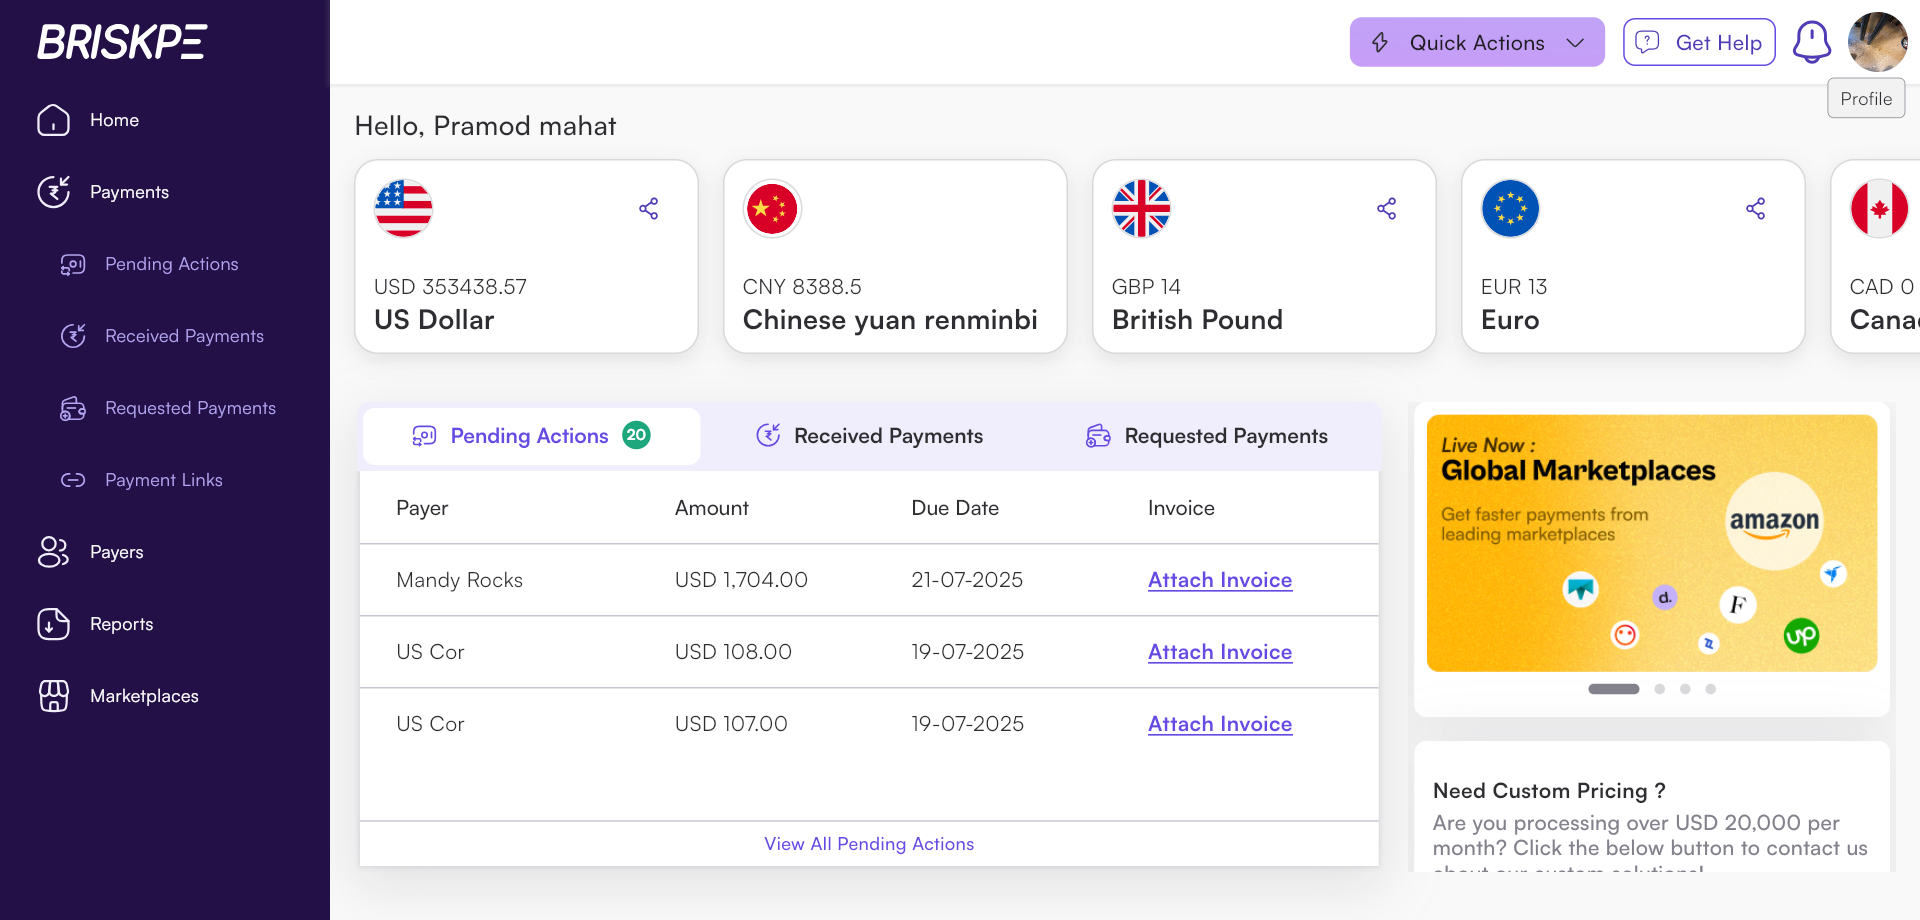 BRISKPE
Quick Actions
Get Help
Profile
Home
Payments
Pending Actions
Received Payments
Requested Payments
Payment Links
Payers
Reports
Marketplaces
Hello, Pramod mahat
USD 353438.57
US Dollar
CNY 8388.5
Chinese yuan renminbi
GBP 14
British Pound
EUR 13
Euro
CAD 0
Pending Actions 20
Received Payments
Requested Payments
Payer Amount Due Date Invoice
Mandy Rocks USD 1,704.00 21-07-2025 Attach Invoice
US Cor USD 108.00 19-07-2025 Attach Invoice
US Cor USD 107.00 19-07-2025 Attach Invoice
View All Pending Actions
Live Now :
Global Marketplaces
Get faster payments from
leading marketplaces
amazon
d.
F
up
Need Custom Pricing ?
Are you processing over USD 20,000 per
month? Click the below button to contact us
about our custom solutions!